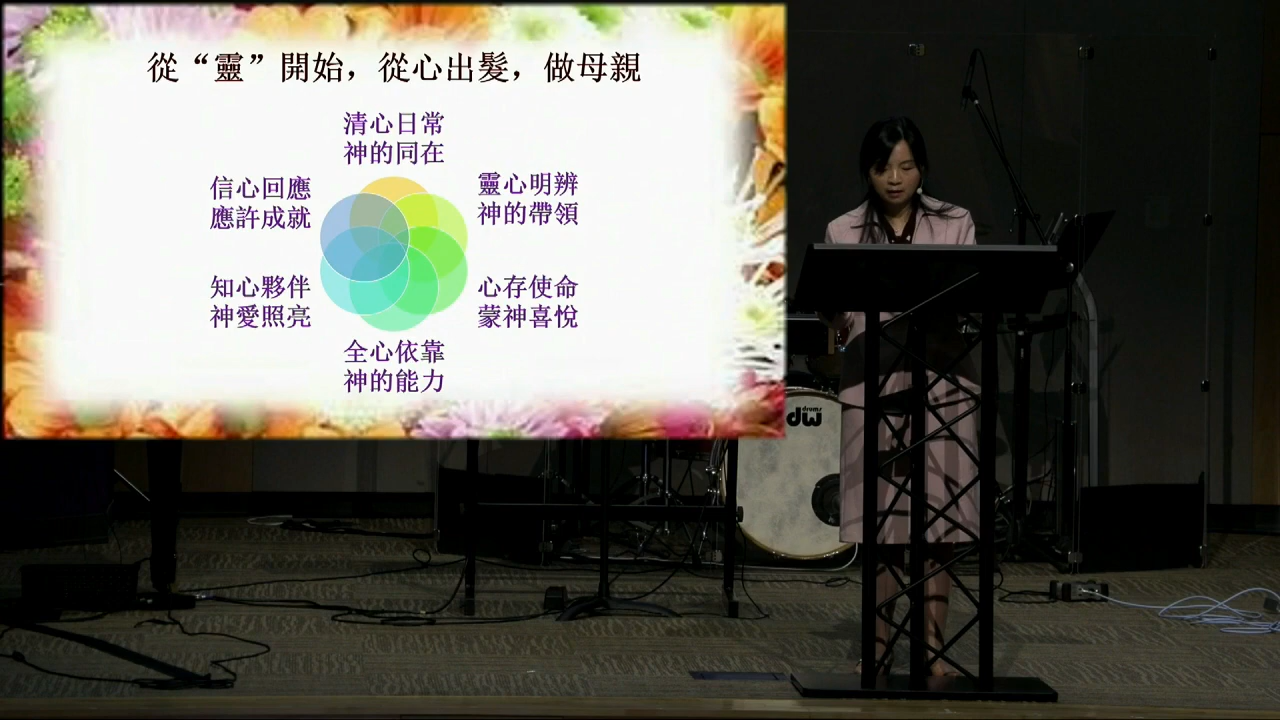 從“靈”開始，從心出髮，做母親
清心日常
神的同在
信心回應
應許成就
靈心明辨
神的帶領
知心夥伴
神愛照亮
心存使命
蒙神喜悅
全心依靠
神的能力
drums
dw